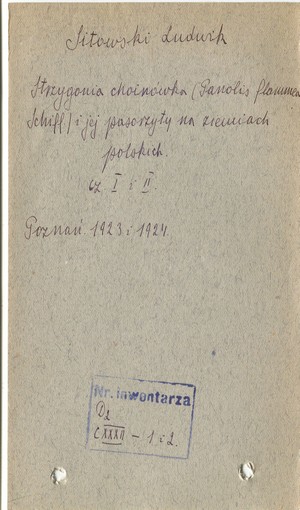 Sitowski Ludwik
Strzygonia choinówka (Panolis flammea
Schiff) i jej pasorzyty na ziemiach
polskich.
cz I i II
Poznań 1923 i 1924.
Nr. inwentarza
D2
CXXXII - 1 i 2.